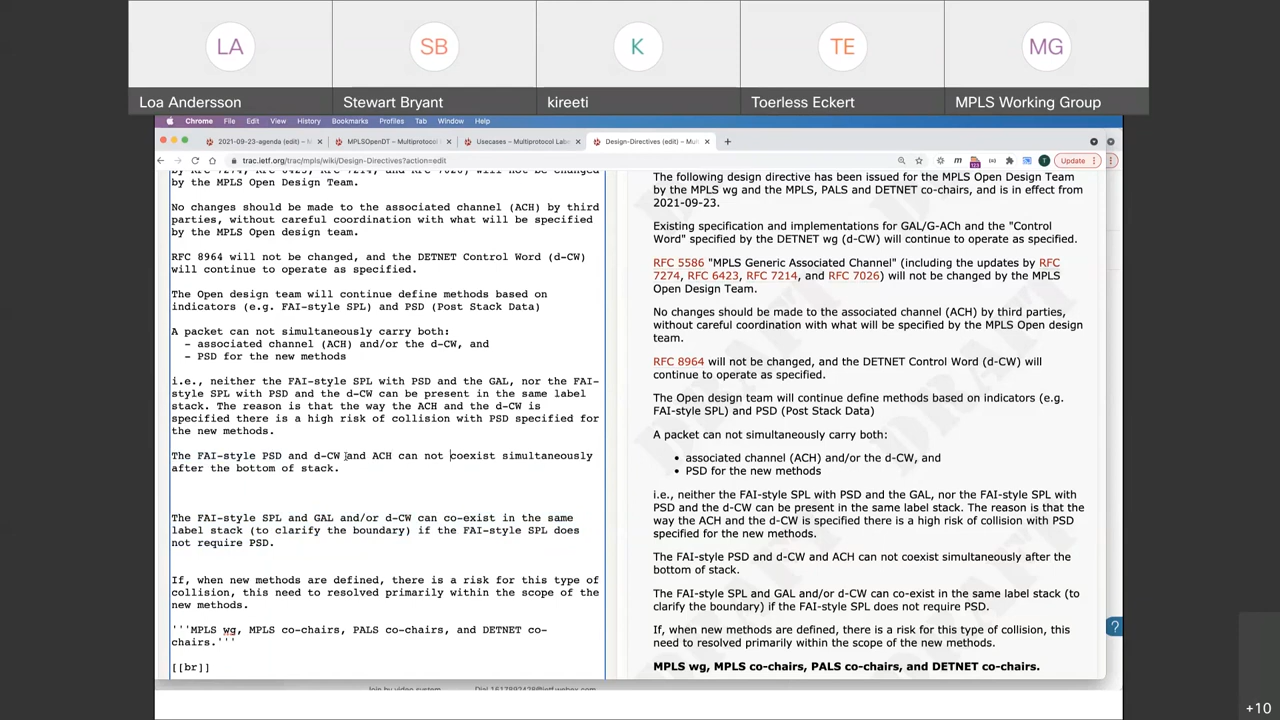 LA
SB
K
TE
MG
Loa Andersson
Stewart Bryant
kireeti
Toerless Eckert
MPLS Working Group
Chrome File Edit View History Bookmarks Profiles Tab Window Help
2021-09-23-agenda (edit) – Mult
MPLSOpenDT – Multiprotocol
Usecases – Multiprotocol Labe
Design-Directives (edit) – Mult
trac.ietf.org/trac/mpls/wiki/Design-Directives?action=edit
Update
by RFC 7274, RFC 6423, RFC 7214, and RFC 7026) will not be changed
by the MPLS Open Design Team.
No changes should be made to the associated channel (ACH) by third
parties, without careful coordination with what will be specified
by the MPLS Open design team.
RFC 8964 will not be changed, and the DETNET Control Word (d-CW)
will continue to operate as specified.
The Open design team will continue define methods based on
indicators (e.g. FAI-style SPL) and PSD (Post Stack Data)
A packet can not simultaneously carry both:
- associated channel (ACH) and/or the d-CW, and
- PSD for the new methods
i.e., neither the FAI-style SPL with PSD and the GAL, nor the FAI-
style SPL with PSD and the d-CW can be present in the same label
stack. The reason is that the way the ACH and the d-CW is
specified there is a high risk of collision with PSD specified for
the new methods.
The FAI-style PSD and d-CW and ACH can not coexist simultaneously
after the bottom of stack.
The FAI-style SPL and GAL and/or d-CW can co-exist in the same
label stack (to clarify the boundary) if the FAI-style SPL does
not require PSD.
If, when new methods are defined, there is a risk for this type of
collision, this need to resolved primarily within the scope of the
new methods.
'''MPLS wg, MPLS co-chairs, PALS co-chairs, and DETNET co-
chairs.'''
[[br]]
The following design directive has been issued for the MPLS Open Design Team
by the MPLS wg and the MPLS, PALS and DETNET co-chairs, and is in effect from
2021-09-23.
Existing specification and implementations for GAL/G-ACh and the "Control
Word" specified by the DETNET wg (d-CW) will continue to operate as specified.
RFC 5586 "MPLS Generic Associated Channel" (including the updates by RFC
7274, RFC 6423, RFC 7214, and RFC 7026) will not be changed by the MPLS
Open Design Team.
No changes should be made to the associated channel (ACH) by third parties,
without careful coordination with what will be specified by the MPLS Open design
team.
RFC 8964 will not be changed, and the DETNET Control Word (d-CW) will
continue to operate as specified.
The Open design team will continue define methods based on indicators (e.g.
FAI-style SPL) and PSD (Post Stack Data)
A packet can not simultaneously carry both:
• associated channel (ACH) and/or the d-CW, and
• PSD for the new methods
i.e., neither the FAI-style SPL with PSD and the GAL, nor the FAI-style SPL with
PSD and the d-CW can be present in the same label stack. The reason is that the
way the ACH and the d-CW is specified there is a high risk of collision with PSD
specified for the new methods.
The FAI-style PSD and d-CW and ACH can not coexist simultaneously after the
bottom of stack.
The FAI-style SPL and GAL and/or d-CW can co-exist in the same label stack (to
clarify the boundary) if the FAI-style SPL does not require PSD.
If, when new methods are defined, there is a risk for this type of collision, this
need to resolved primarily within the scope of the new methods.
MPLS wg, MPLS co-chairs, PALS co-chairs, and DETNET co-chairs.
DRAFT
+10